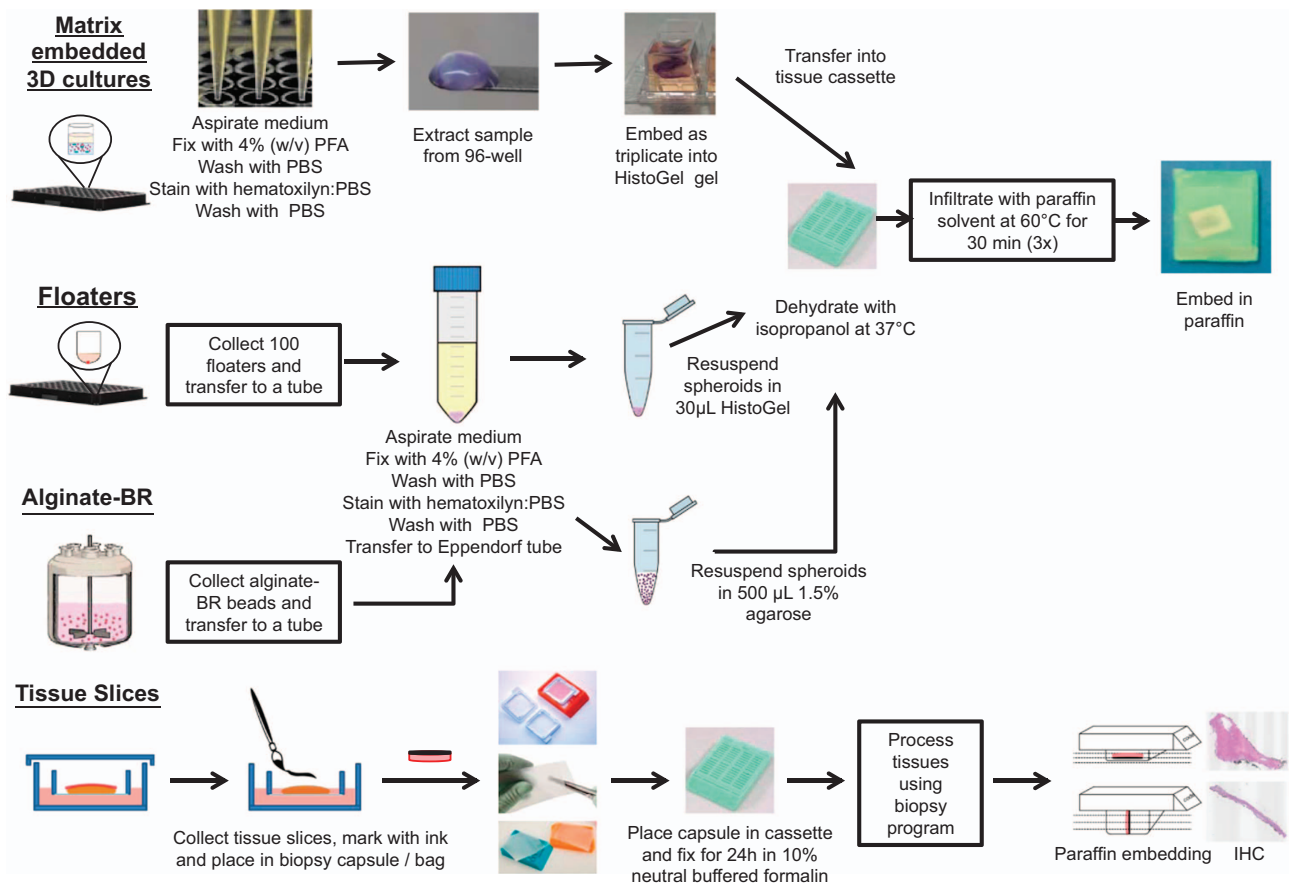 Matrix
embedded
3D cultures
Aspirate medium
Fix with 4% (w/v) PFA
Wash with PBS
Stain with hematoxilyn:PBS
Wash with PBS
Extract sample
from 96-well
Embed as
triplicate into
HistoGel gel
Transfer into
tissue cassette
Infiltrate with paraffin
solvent at 60°C for
30 min (3x)
Embed in
paraffin
Floaters
Collect 100
floaters and
transfer to a tube
Aspirate medium
Fix with 4% (w/v) PFA
Wash with PBS
Stain with hematoxilyn:PBS
Wash with PBS
Transfer to Eppendorf tube
Resuspend
spheroids in
30µL HistoGel
Dehydrate with
isopropanol at 37°C
Alginate-BR
Collect alginate-
BR beads and
transfer to a tube
Resuspend spheroids
in 500 µL 1.5%
agarose
Tissue Slices
Collect tissue slices, mark with ink
and place in biopsy capsule / bag
Place capsule in cassette
and fix for 24h in 10%
neutral buffered formalin
Process
tissues
using
biopsy
program
code
code
Paraffin embedding
IHC